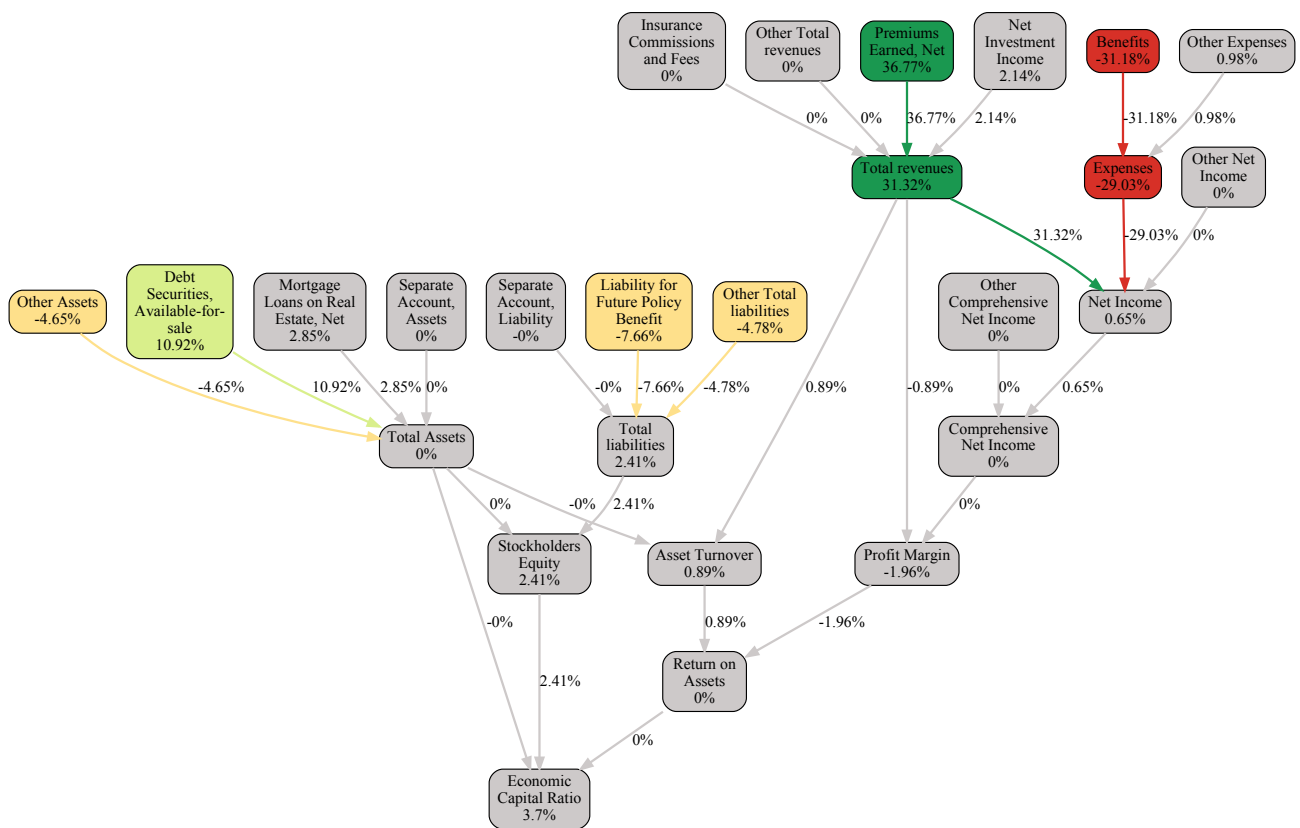 Insurance
Commissions
and Fees
0%
Other Total
revenues
0%
Premiums
Earned, Net
36.77%
Net
Investment
Income
2.14%
Benefits
-31.18%
Other Expenses
0.98%
0%
0%
36.77%
2.14%
-31.18%
0.98%
Total revenues
31.32%
Expenses
-29.03%
Other Net
Income
0%
31.32%
-29.03%
0%
Other Assets
-4.65%
Debt
Securities,
Available-for-
sale
10.92%
Mortgage
Loans on Real
Estate, Net
2.85%
Separate
Account,
Assets
0%
Separate
Account,
Liability
-0%
Liability for
Future Policy
Benefit
-7.66%
Other Total
liabilities
-4.78%
Other
Comprehensive
Net Income
0%
Net Income
0.65%
-4.65%
10.92%
2.85%
0%
-0%
-7.66%
-4.78%
0.89%
-0.89%
0%
0.65%
Total Assets
0%
Total
liabilities
2.41%
Comprehensive
Net Income
0%
0%
-0%
2.41%
0%
Stockholders
Equity
2.41%
Asset Turnover
0.89%
Profit Margin
-1.96%
-0%
2.41%
0.89%
-1.96%
Return on
Assets
0%
0%
Economic
Capital Ratio
3.7%